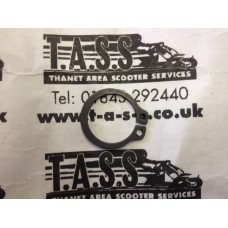 T.A.S.S
THANET AREA SCOOTER SERVICES
Tel: 01843 292440
www.t-a-s-s.co.uk
T.A.S.S
THANET AREA SCOOTER SERVICES